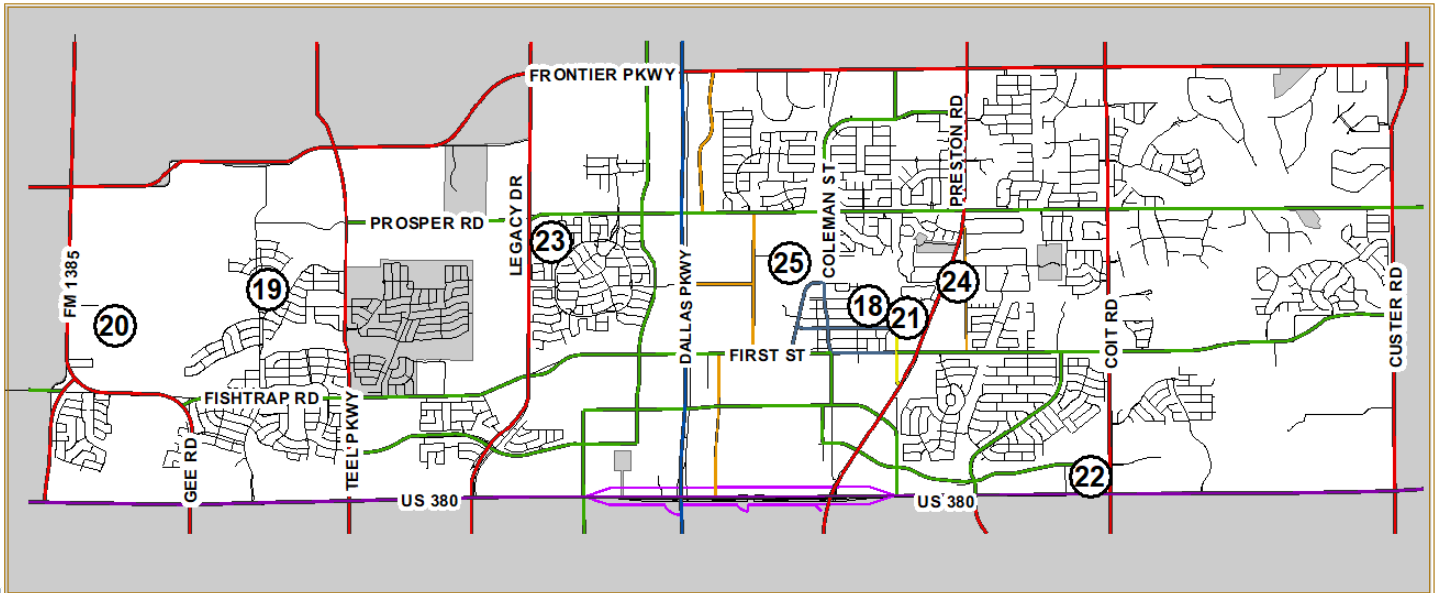 FRONTIER PKWY
PRESTON RD
COLEMAN ST
LEGACY DR
PROSPER RD
23
25
DALLAS PKWY
FM 1385
19
24
CUSTER RD
20
18
21
COIT RD
FIRST ST
FISHTRAP RD
TEEL PKWY
GEE RD
22
US 380
US 380